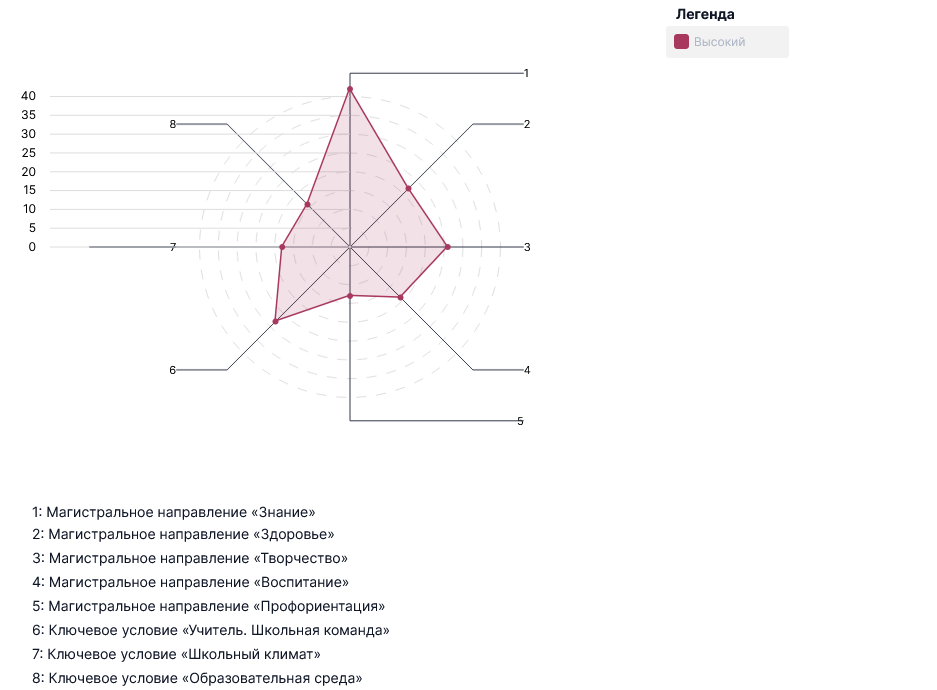 Легенда
Высокий
1
40
35
8
2
30
25
20
15
10
5
0
7
3
6
4
5
1: Магистральное направление «Знание»
2: Магистральное направление «Здоровье»
3: Магистральное направление «Творчество»
4: Магистральное направление «Воспитание»
5: Магистральное направление «Профориентация»
6: Ключевое условие «Учитель. Школьная команда»
7: Ключевое условие «Школьный климат»
8: Ключевое условие «Образовательная среда»